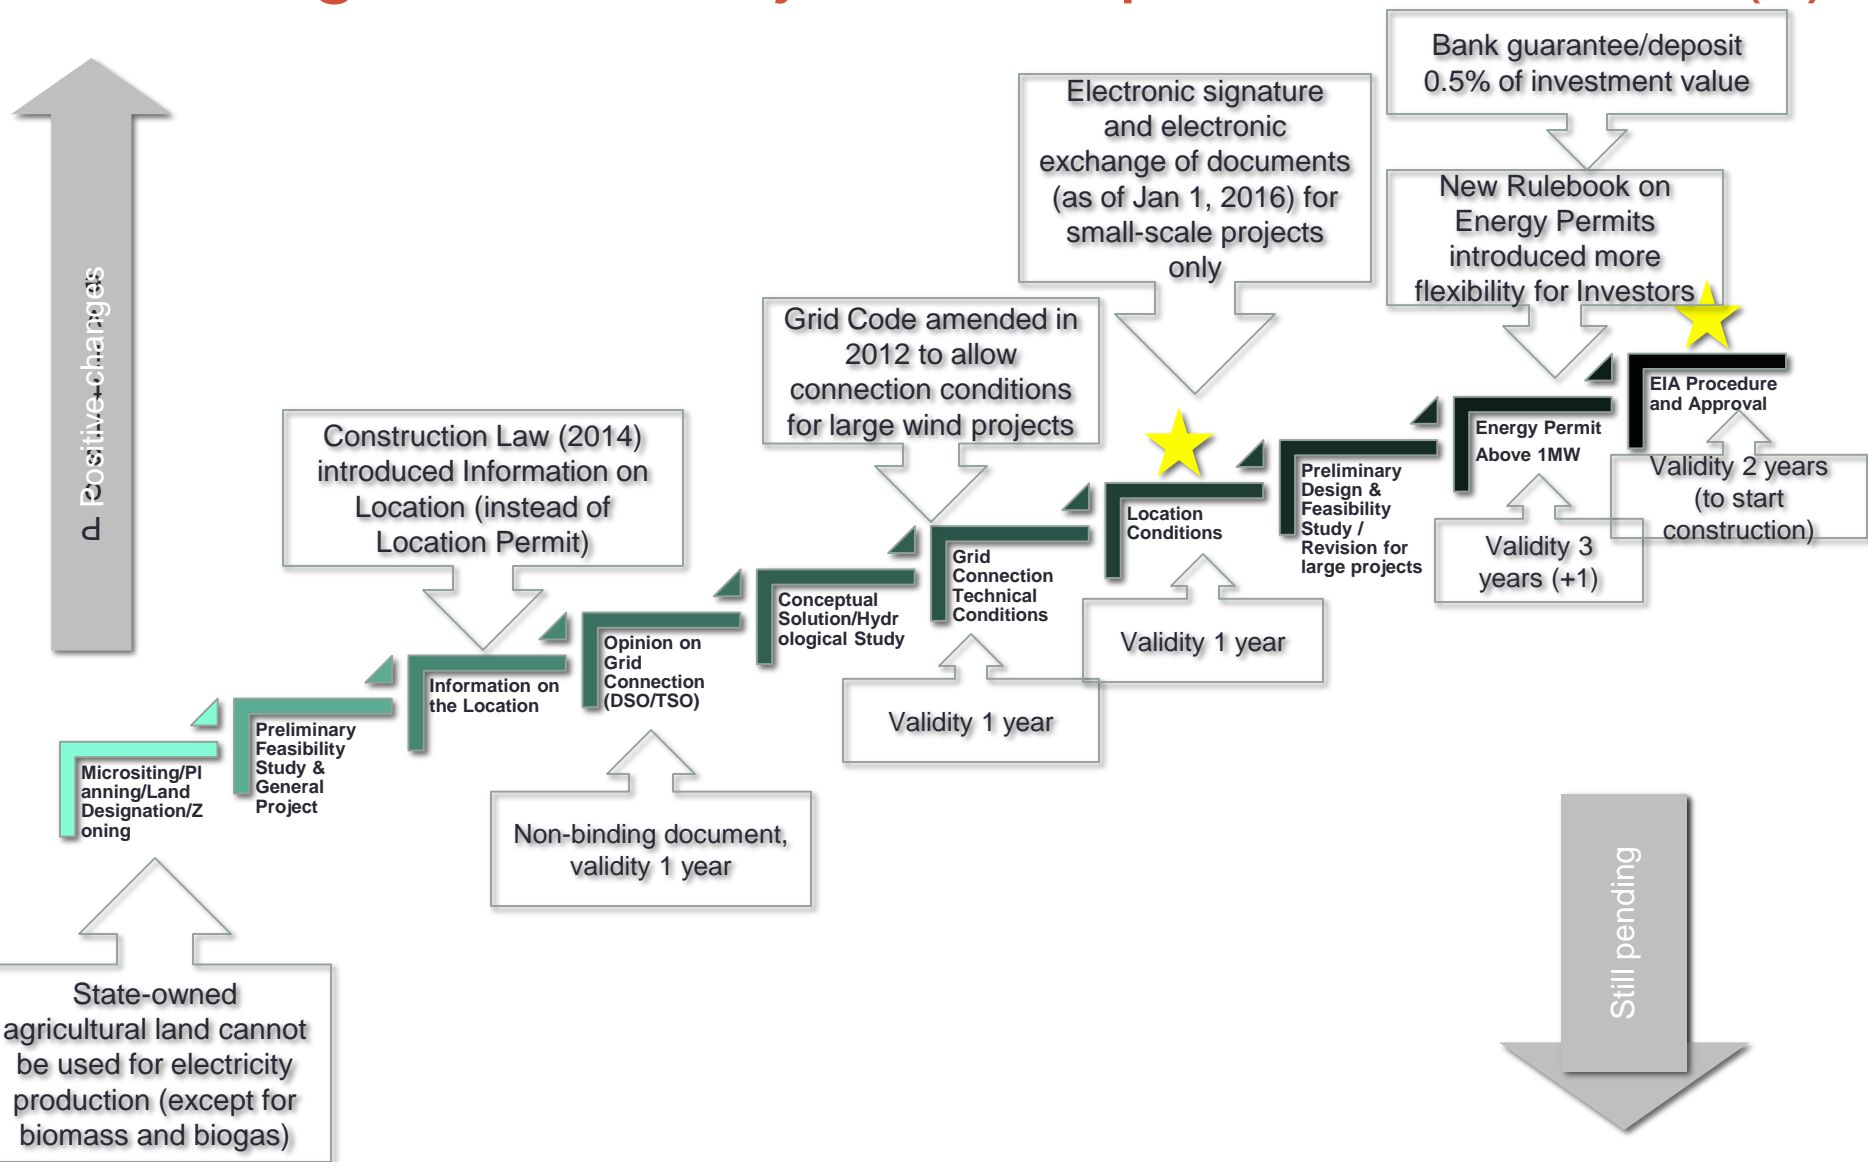 Bank guarantee/deposit
0.5% of investment value
Electronic signature
and electronic
exchange of documents
(as of Jan 1, 2016) for
small-scale projects
only
New Rulebook on
Energy Permits
introduced more
flexibility for Investors
Positive changes
Grid Code amended in
2012 to allow
connection conditions
for large wind projects
Construction Law (2014)
introduced Information on
Location (instead of
Location Permit)
Micrositing/Pl
anning/Land
Designation/Z
oning
Preliminary
Feasibility
Study &
General
Project
Information on
the Location
Opinion on
Grid
Connection
(DSO/TSO)
Conceptual
Solution/Hydr
ological Study
Grid
Connection
Technical
Conditions
Location
Conditions
Preliminary
Design &
Feasibility
Study /
Revision for
large projects
Energy Permit
Above 1MW
EIA Procedure
and Approval
Validity 2 years
(to start
construction)
Validity 3
years (+1)
Validity 1 year
Validity 1 year
Non-binding document,
validity 1 year
State-owned
agricultural land cannot
be used for electricity
production (except for
biomass and biogas)
Still pending